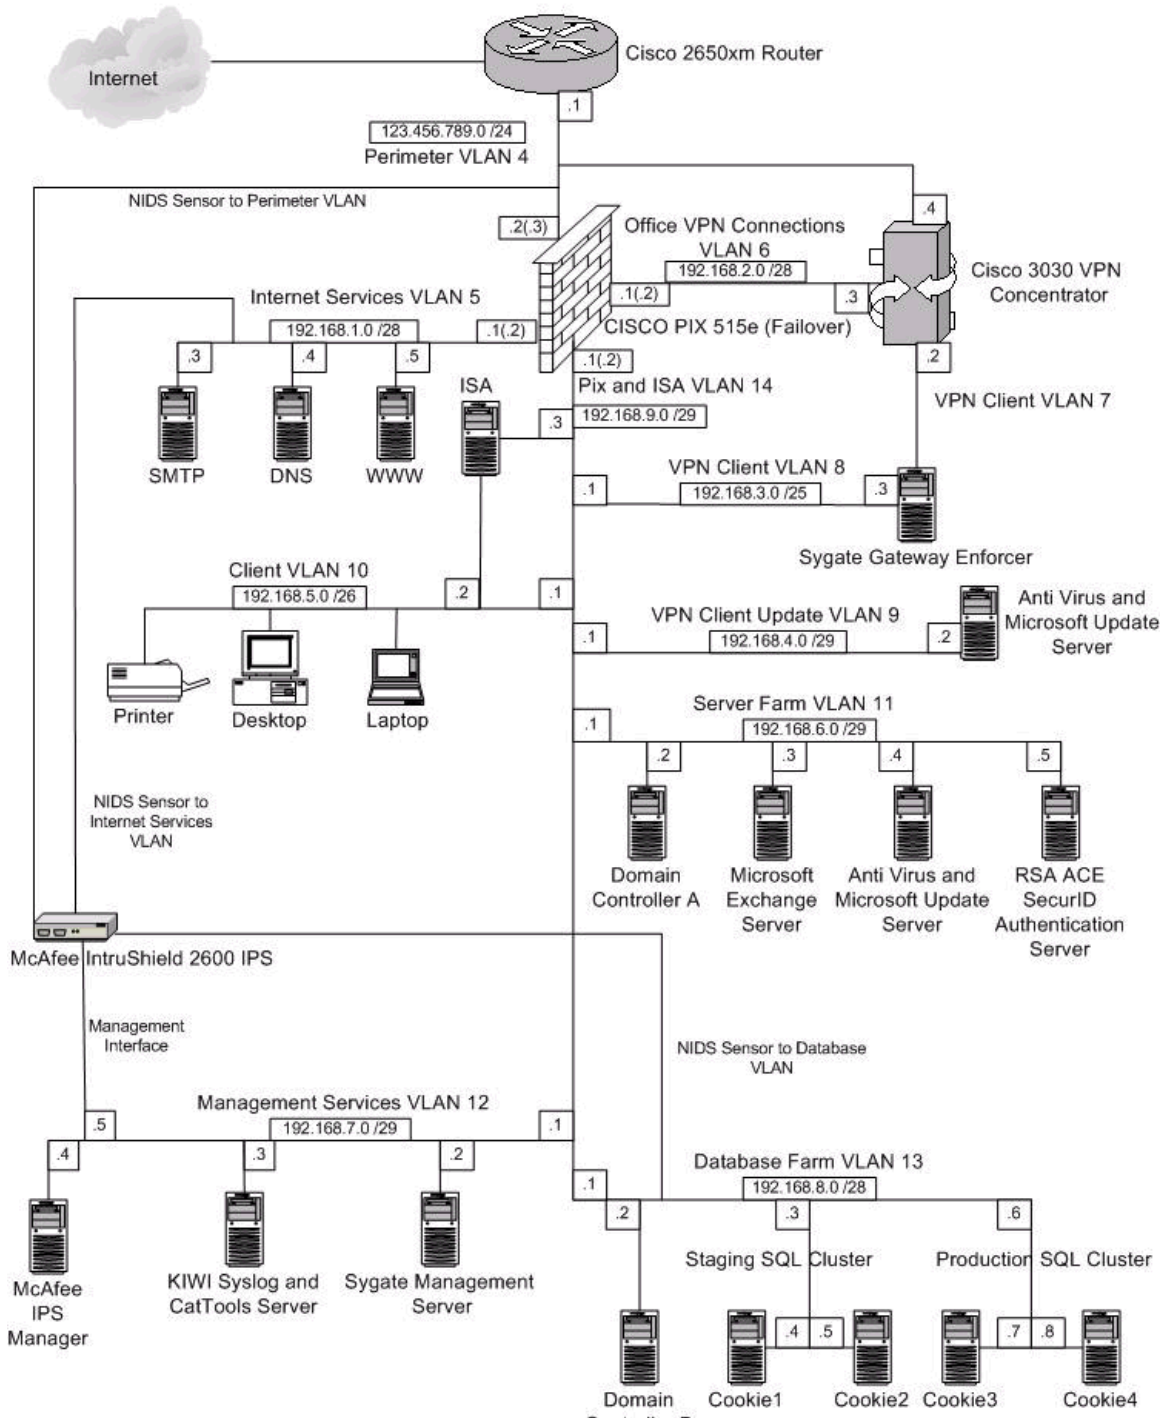 Internet
Cisco 2650xm Router
.1
123.456.789.0 /24
Perimeter VLAN 4
NIDS Sensor to Perimeter VLAN
.4
.2(.3)
Office VPN Connections
VLAN 6
192.168.2.0 /28
.1(.2)
.3
Cisco 3030 VPN
Concentrator
CISCO PIX 515e (Failover)
Internet Services VLAN 5
192.168.1.0 /28
.1(.2)
.3
.4
.5
SMTP
DNS
WWW
.2
VPN Client VLAN 7
.1(.2)
Pix and ISA VLAN 14
192.168.9.0 /29
ISA
.3
VPN Client VLAN 8
192.168.3.0 /25
.1
.3
Sygate Gateway Enforcer
Client VLAN 10
192.168.5.0 /26
.2
.1
Printer
Desktop
Laptop
VPN Client Update VLAN 9
192.168.4.0 /29
.1
.2
Anti Virus and
Microsoft Update
Server
Server Farm VLAN 11
192.168.6.0 /29
.1
.2
.3
.4
.5
Domain
Controller A
Microsoft
Exchange
Server
Anti Virus and
Microsoft Update
Server
RSA ACE
SecurID
Authentication
Server
NIDS Sensor to
Internet Services
VLAN
McAfee IntruShield 2600 IPS
Management
Interface
NIDS Sensor to Database
VLAN
Management Services VLAN 12
192.168.7.0 /29
.5
.1
.4
.3
.2
McAfee
IPS
Manager
KIWI Syslog and
CatTools Server
Sygate Management
Server
Database Farm VLAN 13
192.168.8.0 /28
.1
.2
.3
.6
Staging SQL Cluster
Production SQL Cluster
.4
.5
.7
.8
Domain
Cookie1
Cookie2
Cookie3
Cookie4